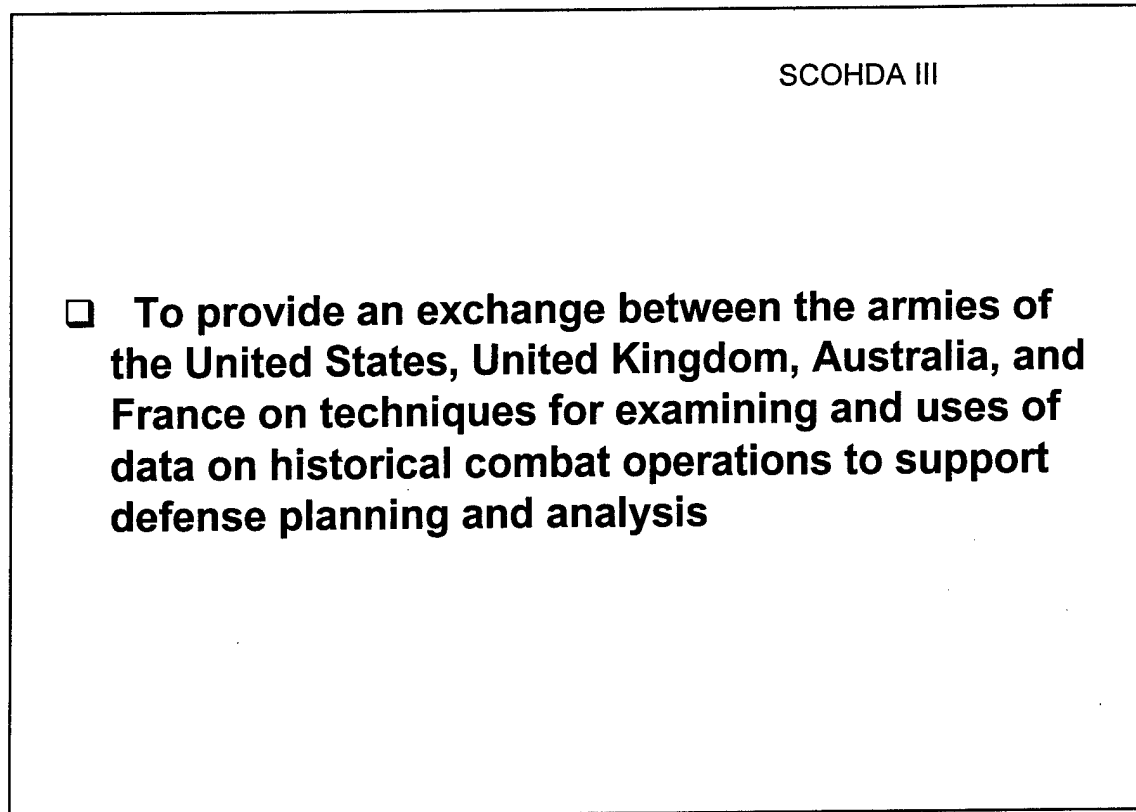 SCOHDA III
❑ To provide an exchange between the armies of
the United States, United Kingdom, Australia, and
France on techniques for examining and uses of
data on historical combat operations to support
defense planning and analysis